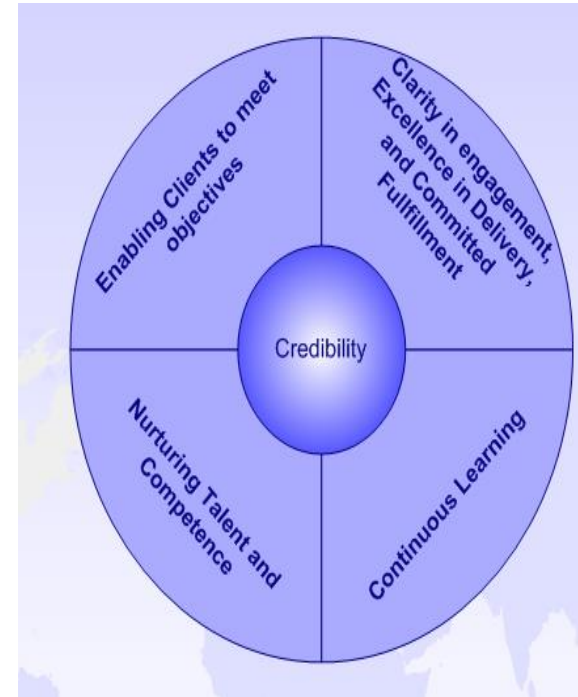 Enabling Clients to meet
objectives
Clarity in engagement,
Excellence in Delivery,
and Committed
Fullfillment
Credibility
Nurturing Talent and
Competence
Continuous Learning